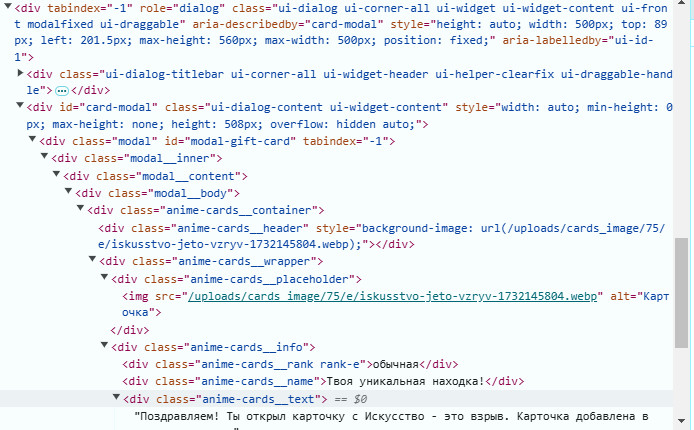 <div tabindex="-1" role="dialog" class="ui-dialog ui-corner-all ui-widget ui-widget-content ui-fron
t modalfixed ui-draggable" aria-describedby="card-modal" style="height: auto; width: 500px; top: 89
px; left: 201.5px; max-height: 560px; max-width: 500px; position: fixed;" aria-labelledby="ui-id-
1">
<div class="ui-dialog-titlebar ui-corner-all ui-widget-header ui-helper-clearfix ui-draggable-hand
le"> … </div>
<div id="card-modal" class="ui-dialog-content ui-widget-content" style="width: auto; min-height: 0
px; max-height: none; height: 508px; overflow: hidden auto;">
<div class="modal" id="modal-gift-card" tabindex="-1">
<div class="modal__inner">
<div class="modal__content">
<div class="modal__body">
<div class="anime-cards__container">
<div class="anime-cards__header" style="background-image: url(/uploads/cards_image/75/
e/iskusstvo-jeto-vzryv-1732145804.webp);"></div>
<div class="anime-cards__wrapper">
<div class="anime-cards__placeholder">
<img src="/uploads/cards_image/75/e/iskusstvo-jeto-vzryv-1732145804.webp" alt="Карт
очка">
</div>
<div class="anime-cards__info">
<div class="anime-cards__rank rank-e">обычная</div>
<div class="anime-cards__name">Твоя уникальная находка!</div>
<div class="anime-cards__text"> == $0
"Поздравляем! Ты открыл карточку с Искусство - это взрыв. Карточка добавлена в